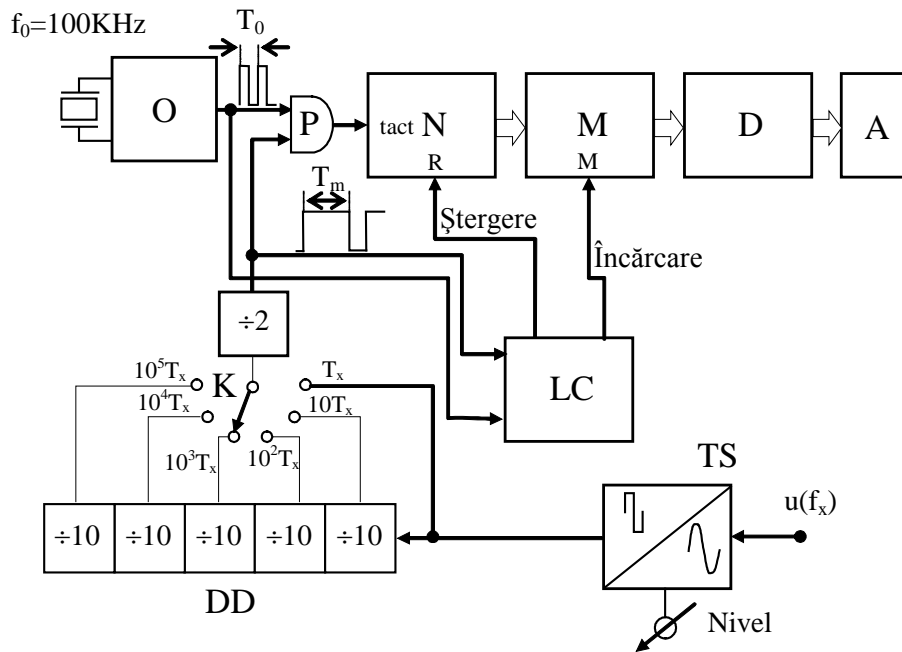 f₀=100KHz
T₀
O
P
tact N
R
M
M
D
A
Tₘ
Ştergere
Încărcare
÷2
LC
10⁵Tₓ
K
Tₓ
10⁴Tₓ
10Tₓ
10³Tₓ
10²Tₓ
TS
u(fₓ)
÷10 ÷10 ÷10 ÷10 ÷10
DD
Nivel